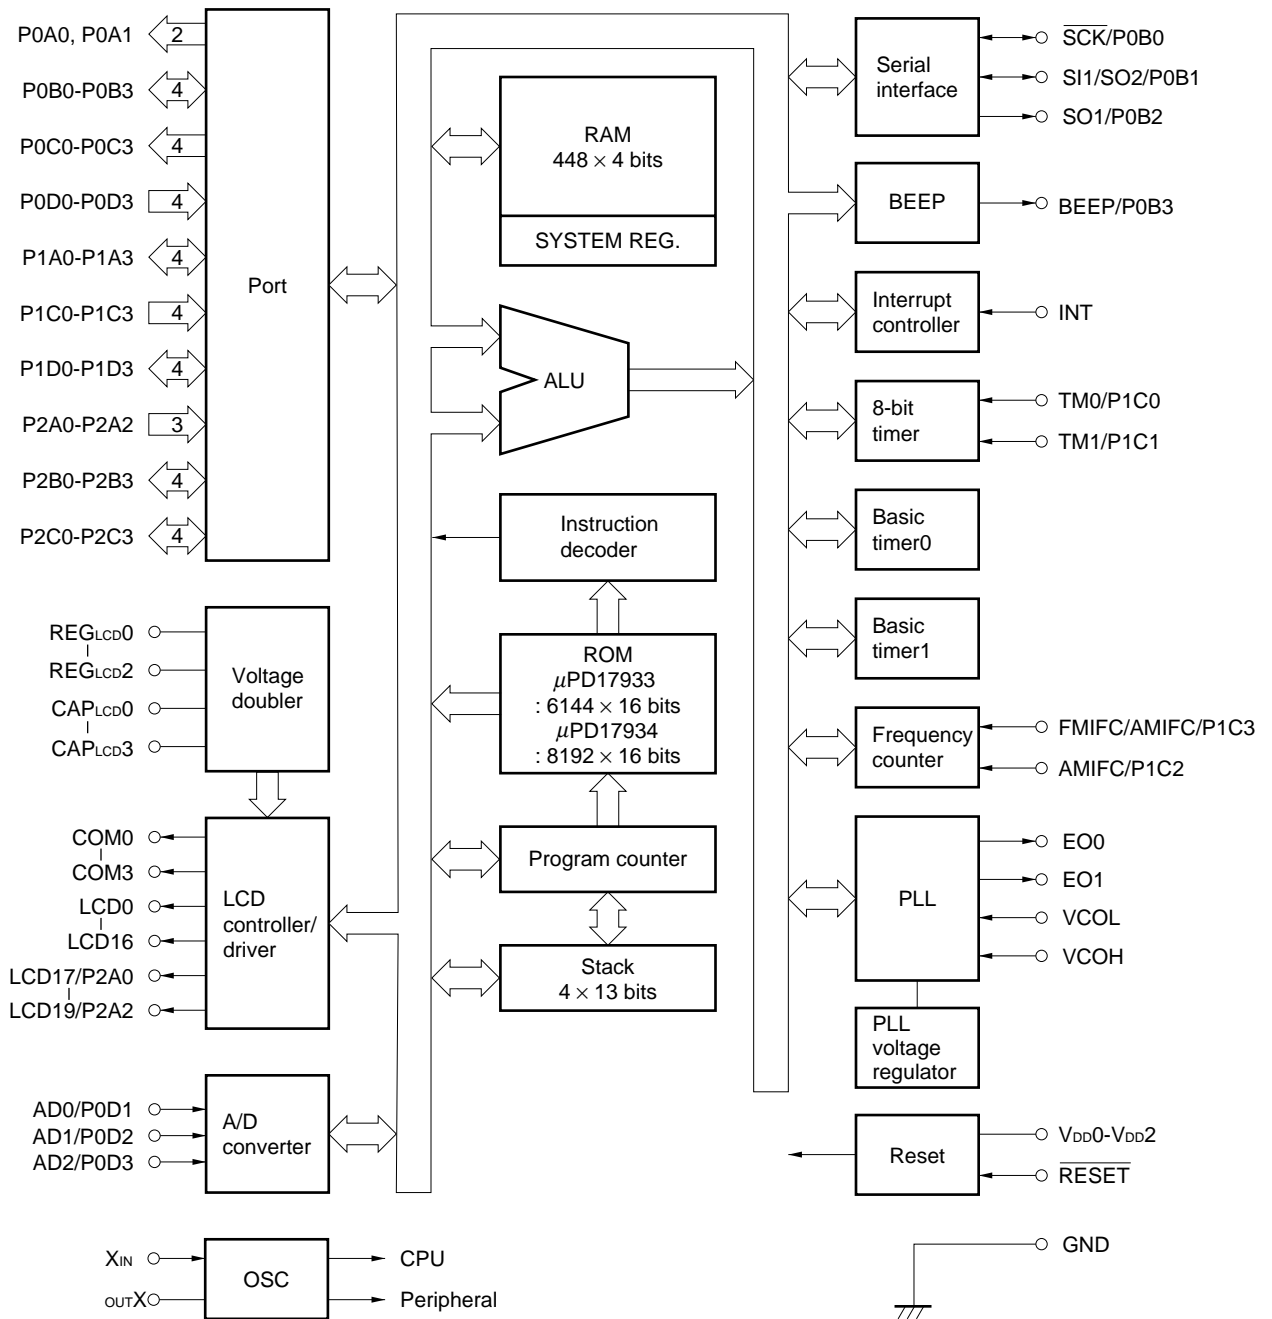 P0A0, P0A1
2
P0B0-P0B3
4
P0C0-P0C3
4
P0D0-P0D3
4
P1A0-P1A3
4
P1C0-P1C3
4
P1D0-P1D3
4
P2A0-P2A2
3
P2B0-P2B3
4
P2C0-P2C3
4
Port
REGLCD0
REGLCD2
CAPLCD0
CAPLCD3
Voltage
doubler
COM0
COM3
LCD0
LCD16
LCD17/P2A0
LCD19/P2A2
LCD
controller/
driver
AD0/P0D1
AD1/P0D2
AD2/P0D3
A/D
converter
XIN
OUTX
OSC
CPU
Peripheral
RAM
448 × 4 bits
SYSTEM REG.
ALU
Instruction
decoder
ROM
μPD17933
: 6144 × 16 bits
μPD17934
: 8192 × 16 bits
Program counter
Stack
4 × 13 bits
Serial
interface
SCK/P0B0
SI1/SO2/P0B1
SO1/P0B2
BEEP
BEEP/P0B3
Interrupt
controller
INT
8-bit
timer
TM0/P1C0
TM1/P1C1
Basic
timer0
Basic
timer1
Frequency
counter
FMIFC/AMIFC/P1C3
AMIFC/P1C2
PLL
EO0
EO1
VCOL
VCOH
PLL
voltage
regulator
Reset
VDD0-VDD2
RESET
GND